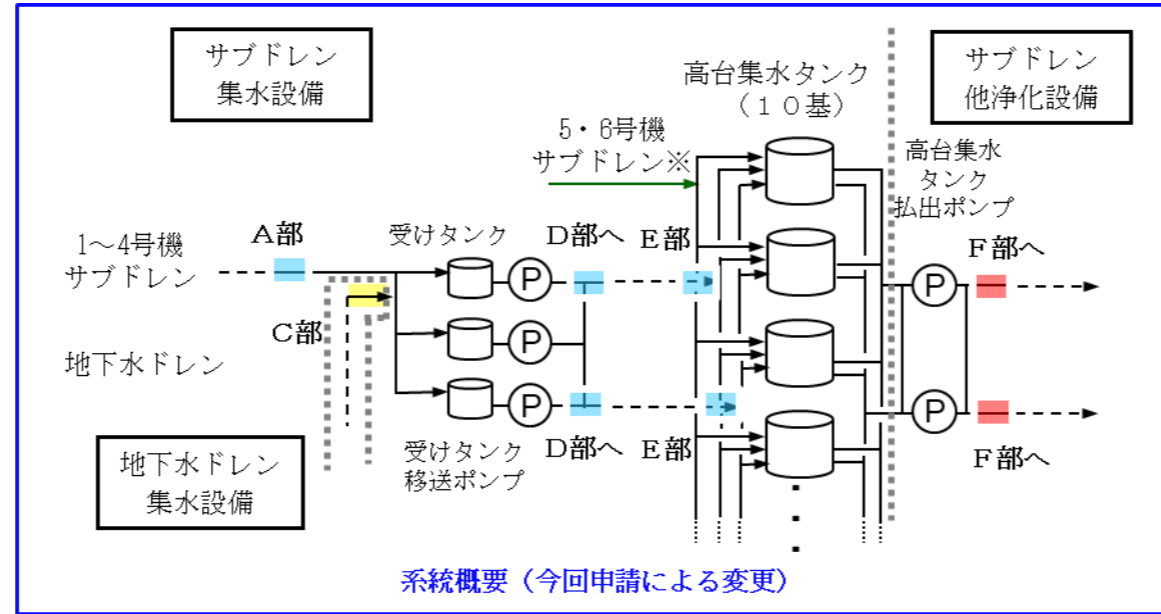 サブドレン
集水設備
高台集水タンク
（１０基）
サブドレン
他浄化設備
5・6号機
サブドレン※
高台集水
タンク
払出ポンプ
1～4号機
サブドレン
A部
受けタンク
D部へ
E部
F部へ
P
P
P
P
P
C部
地下水ドレン
D部へ
E部
F部へ
受けタンク
移送ポンプ
地下水ドレン
集水設備
系統概要（今回申請による変更）